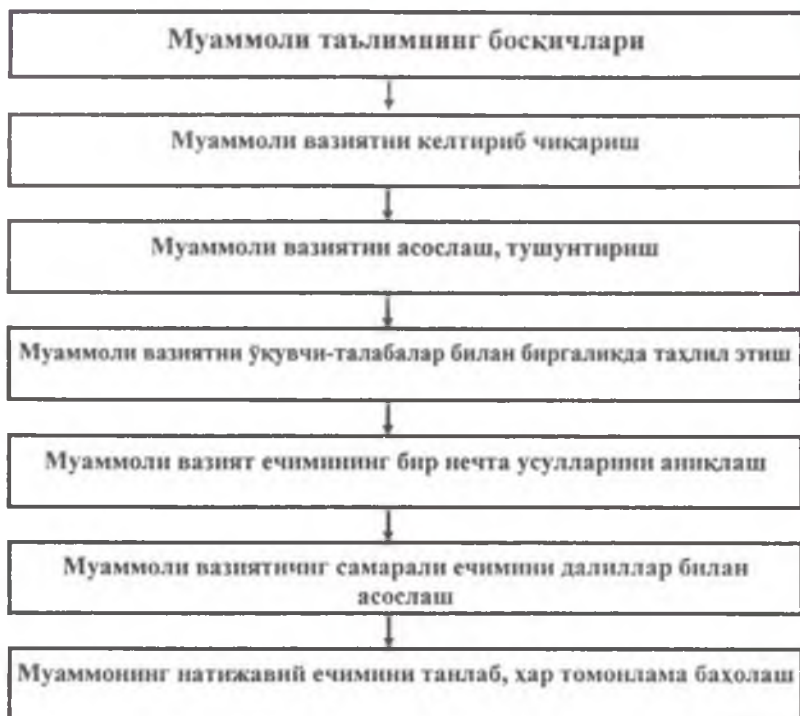 Муаммоли таълимнинг босқичлари
Муаммоли вазиятни келтириб чиқариш
Муаммоли вазиятни асослаш, тушунтириш
Муаммоли вазиятни ўқувчи-талабалар билан биргаликда таҳлил этиш
Муаммоли вазият ечимининг бир нечта усулларини аниқлаш
Муаммоли вазиятичнг самарали ечимини далиллар билан
асослаш
Муаммонинг натижавий ечимини танлаб, ҳар томонлама баҳолаш